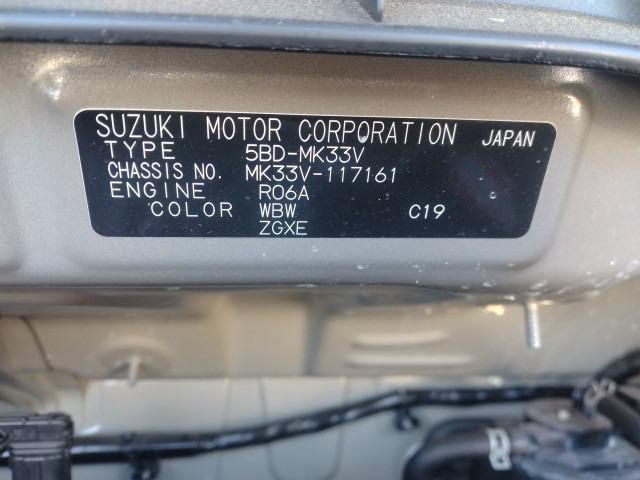 SUZUKI MOTOR CORPORATION JAPAN
TYPE 5BD-MK33V
CHASSIS NO. MK33V-117161
ENGINE R06A
COLOR WBW C19
ZGXE